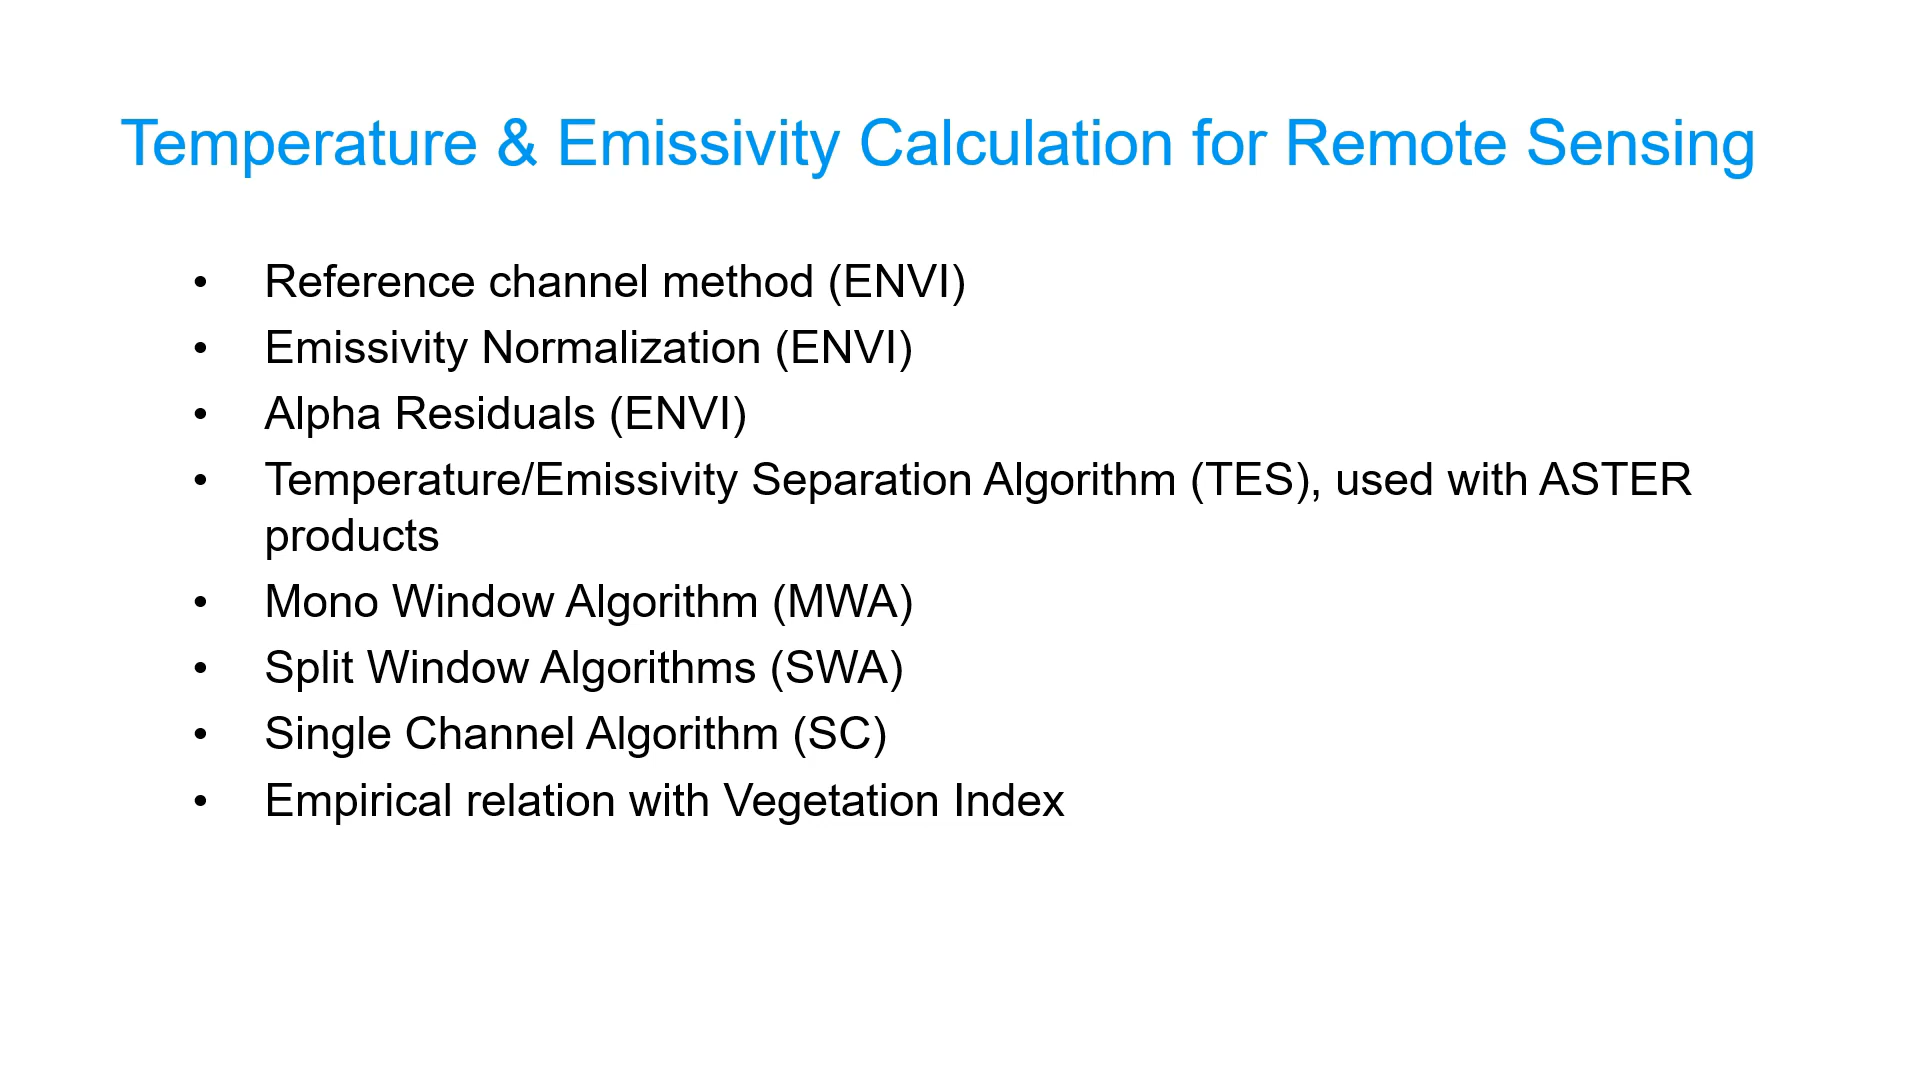 Temperature & Emissivity Calculation for Remote Sensing
• Reference channel method (ENVI)
• Emissivity Normalization (ENVI)
• Alpha Residuals (ENVI)
• Temperature/Emissivity Separation Algorithm (TES), used with ASTER
products
• Mono Window Algorithm (MWA)
• Split Window Algorithms (SWA)
• Single Channel Algorithm (SC)
• Empirical relation with Vegetation Index